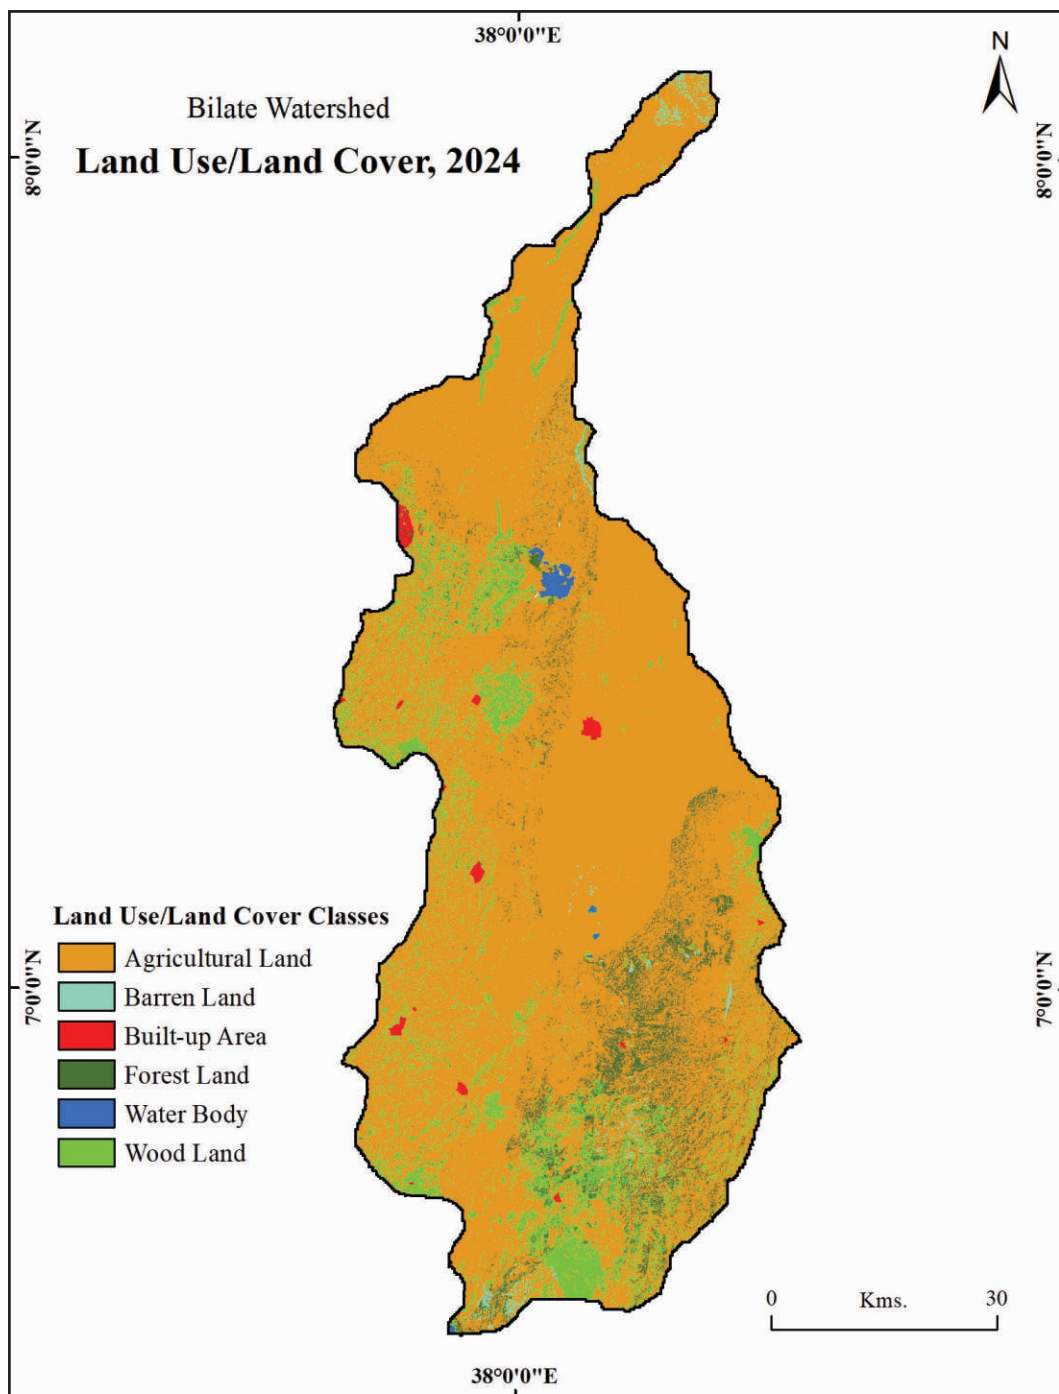 38°0'0"E
N
Bilate Watershed
Land Use/Land Cover, 2024
8°0'0"N
8°0'0"N
Land Use/Land Cover Classes
Agricultural Land
Barren Land
Built-up Area
Forest Land
Water Body
Wood Land
7°0'0"N
7°0'0"N
0 Kms. 30
38°0'0"E